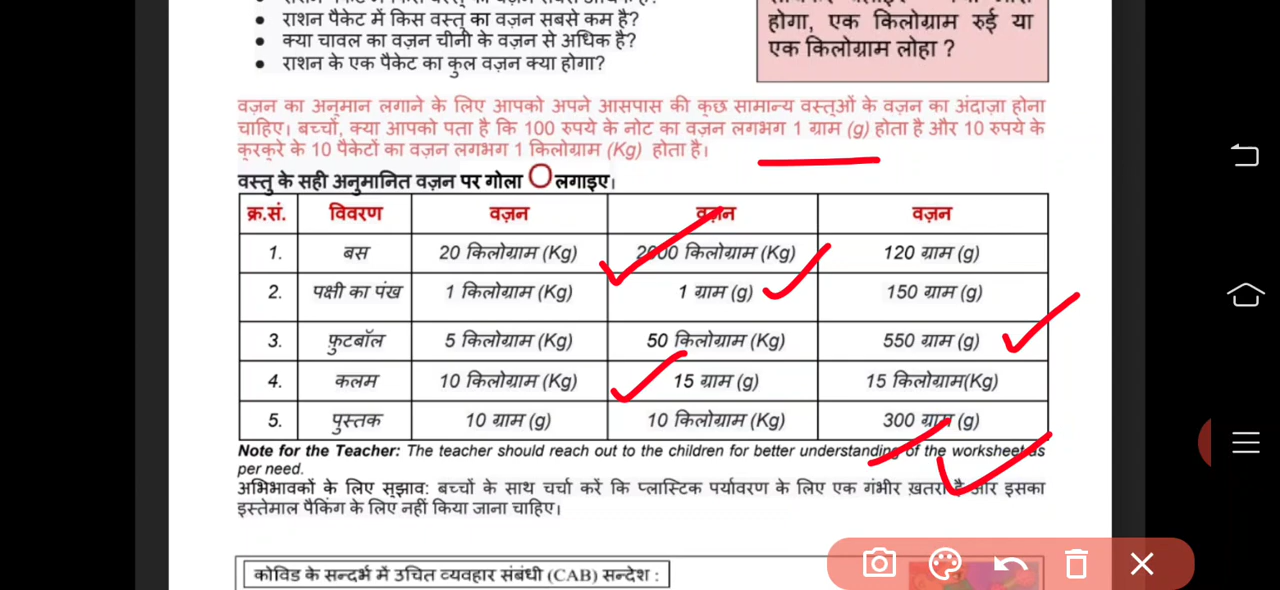 राशन पैकेट में किस वस्तु का वज़न सबसे कम है?
क्या चावल का वज़न चीनी के वज़न से अधिक है?
राशन के एक पैकेट का कुल वज़न क्या होगा?
होगा, एक किलोग्राम रुई या
एक किलोग्राम लोहा ?
वज़न का अनुमान लगाने के लिए आपको अपने आसपास की कुछ सामान्य वस्तुओं के वज़न का अंदाज़ा होना
चाहिए। बच्चों, क्या आपको पता है कि 100 रुपये के नोट का वज़न लगभग 1 ग्राम (g) होता है और 10 रुपये के
कुरकुरे के 10 पैकेटों का वज़न लगभग 1 किलोग्राम (Kg) होता है।
वस्तु के सही अनुमानित वज़न पर गोला O लगाइए।
क्र.सं. विवरण वज़न वज़न वज़न
1. बस 20 किलोग्राम (Kg) 2000 किलोग्राम (Kg) 120 ग्राम (g)
2. पक्षी का पंख 1 किलोग्राम (Kg) 1 ग्राम (g) 150 ग्राम (g)
3. फ़ुटबॉल 5 किलोग्राम (Kg) 50 किलोग्राम (Kg) 550 ग्राम (g)
4. कलम 10 किलोग्राम (Kg) 15 ग्राम (g) 15 किलोग्राम(Kg)
5. पुस्तक 10 ग्राम (g) 10 किलोग्राम (Kg) 300 ग्राम (g)
Note for the Teacher: The teacher should reach out to the children for better understanding of the worksheet as
per need.
अभिभावकों के लिए सुझाव: बच्चों के साथ चर्चा करें कि प्लास्टिक पर्यावरण के लिए एक गंभीर ख़तरा है और इसका
इस्तेमाल पैकिंग के लिए नहीं किया जाना चाहिए।
कोविड के सन्दर्भ में उचित व्यवहार संबंधी (CAB) सन्देश :